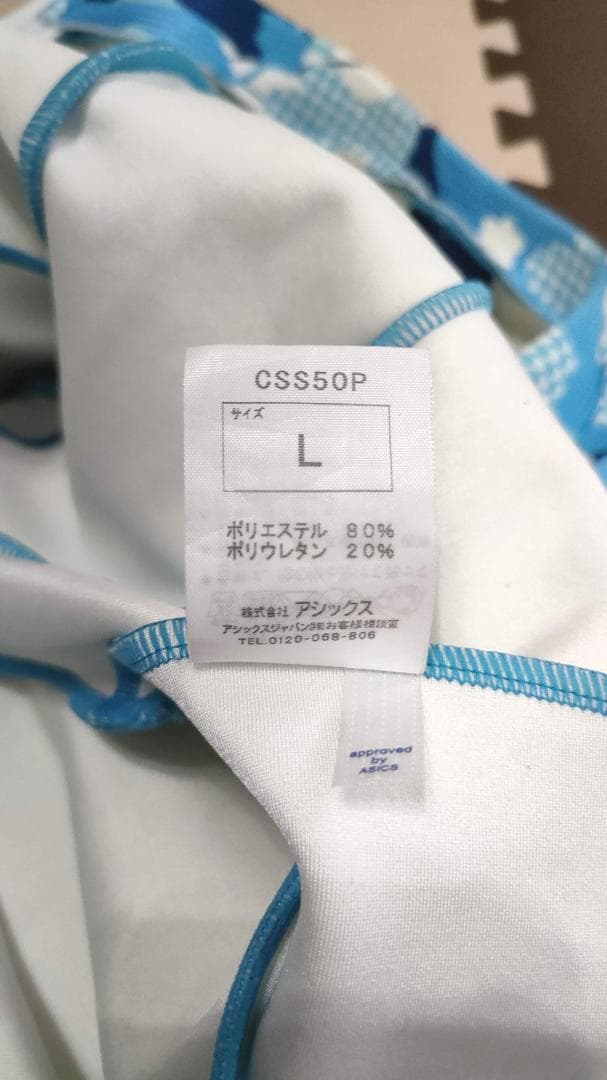 CSS50P
サイズ
L
ポリエステル 80%
ポリウレタン 20%
株式会社 アシックス
アシックスジャパン㈱お客様相談室
TEL.0120-068-806
approved
by
ASICS